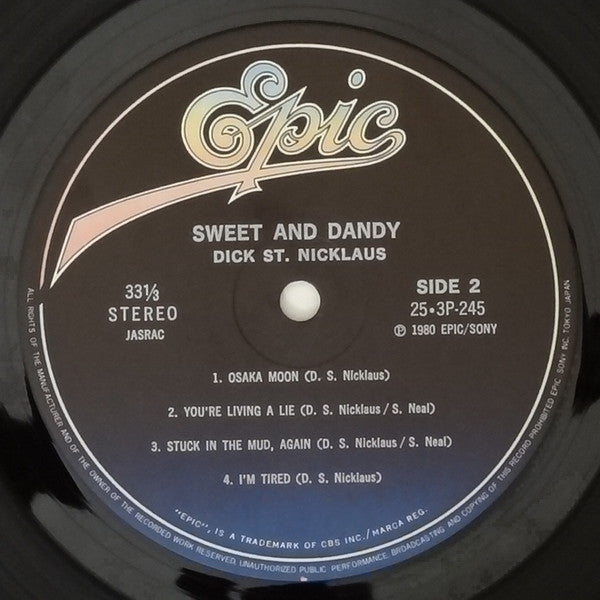 Epic
SWEET AND DANDY
DICK ST. NICKLAUS
33⅓
STEREO
JASRAC
SIDE 2
25•3P-245
℗ 1980 EPIC/SONY
1. OSAKA MOON (D. S. Nicklaus)
2. YOU'RE LIVING A LIE (D. S. Nicklaus / S. Neal)
3. STUCK IN THE MUD, AGAIN (D. S. Nicklaus / S. Neal)
4. I'M TIRED (D. S. Nicklaus)
"EPIC", IS A TRADEMARK OF CBS INC./MARCA REG.
ALL RIGHTS OF THE MANUFACTURER AND OF THE OWNER OF THE RECORDED WORK RESERVED. UNAUTHORIZED PUBLIC PERFORMANCE, BROADCASTING AND COPYING OF THIS RECORD PROHIBITED EPIC SONY INC. TOKYO JAPAN